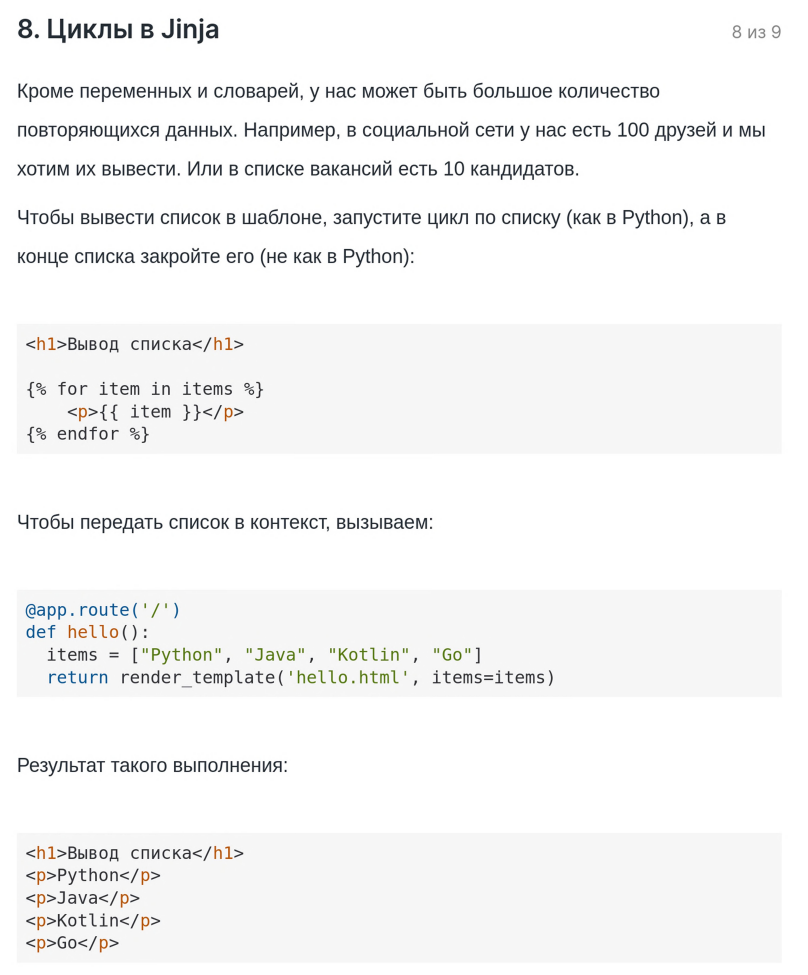 8. Циклы в Jinja
8 из 9
Кроме переменных и словарей, у нас может быть большое количество
повторяющихся данных. Например, в социальной сети у нас есть 100 друзей и мы
хотим их вывести. Или в списке вакансий есть 10 кандидатов.
Чтобы вывести список в шаблоне, запустите цикл по списку (как в Python), а в
конце списка закройте его (не как в Python):
<h1>Вывод списка</h1>
{% for item in items %}
    <p>{{ item }}</p>
{% endfor %}
Чтобы передать список в контекст, вызываем:
@app.route('/')
def hello():
  items = ["Python", "Java", "Kotlin", "Go"]
  return render_template('hello.html', items=items)
Результат такого выполнения:
<h1>Вывод списка</h1>
<p>Python</p>
<p>Java</p>
<p>Kotlin</p>
<p>Go</p>